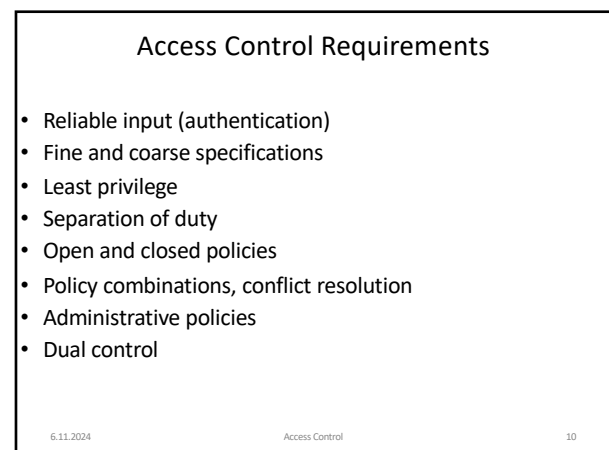 Access Control Requirements
• Reliable input (authentication)
• Fine and coarse specifications
• Least privilege
• Separation of duty
• Open and closed policies
• Policy combinations, conflict resolution
• Administrative policies
• Dual control
6.11.2024 Access Control 10